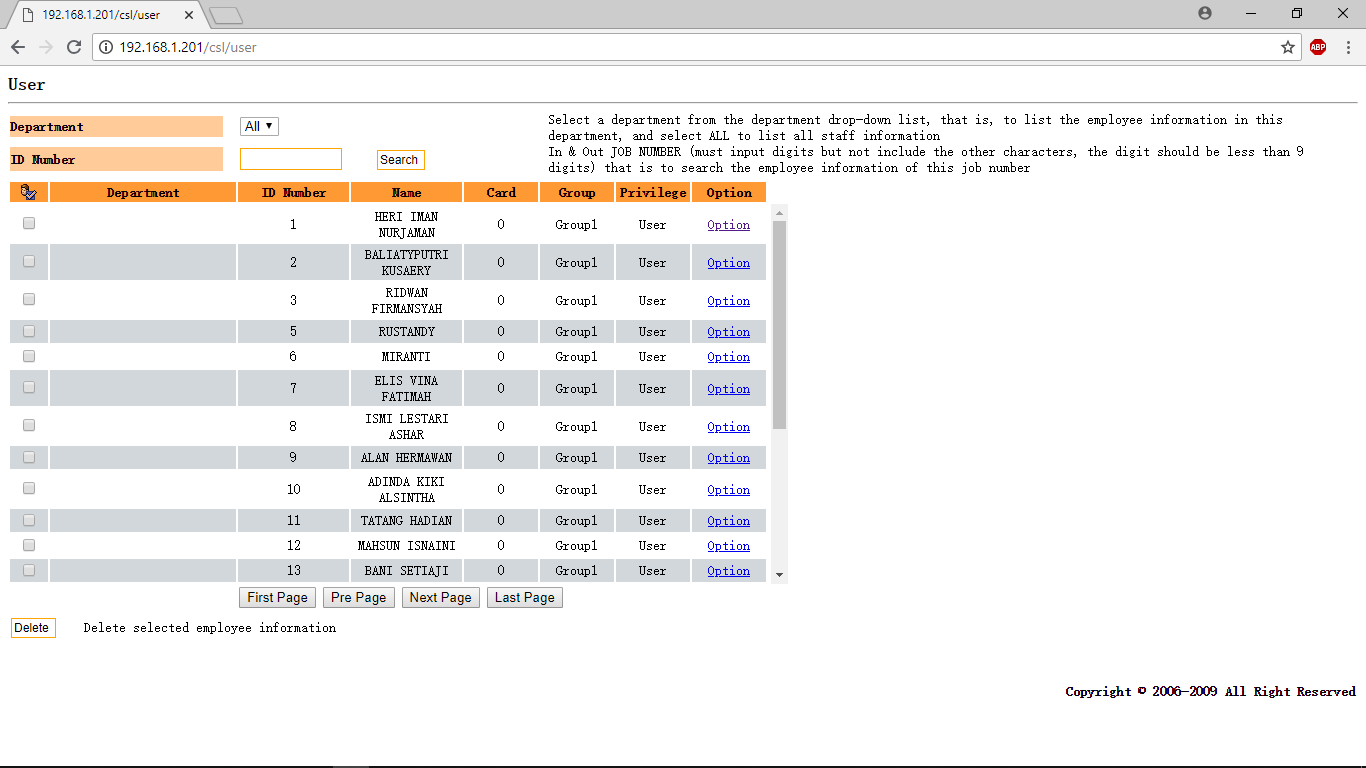 192.168.1.201/csl/user
192.168.1.201/csl/user
ABP
User
Department
All
Select a department from the department drop-down list, that is, to list the employee information in this
department, and select ALL to list all staff information
ID Number
Search
In & Out JOB NUMBER (must input digits but not include the other characters, the digit should be less than 9
digits) that is to search the employee information of this job number
Department ID Number Name Card Group Privilege Option
1 HERI IMAN NURJAMAN 0 Group1 User Option
2 BALIATYPUTRI KUSAERY 0 Group1 User Option
3 RIDWAN FIRMANSYAH 0 Group1 User Option
5 RUSTANDY 0 Group1 User Option
6 MIRANTI 0 Group1 User Option
7 ELIS VINA FATIMAH 0 Group1 User Option
8 ISMI LESTARI ASHAR 0 Group1 User Option
9 ALAN HERMAWAN 0 Group1 User Option
10 ADINDA KIKI ALSINTHA 0 Group1 User Option
11 TATANG HADIAN 0 Group1 User Option
12 MAHSUN ISNAINI 0 Group1 User Option
13 BANI SETIAJI 0 Group1 User Option
First Page Pre Page Next Page Last Page
Delete Delete selected employee information
Copyright © 2006-2009 All Right Reserved